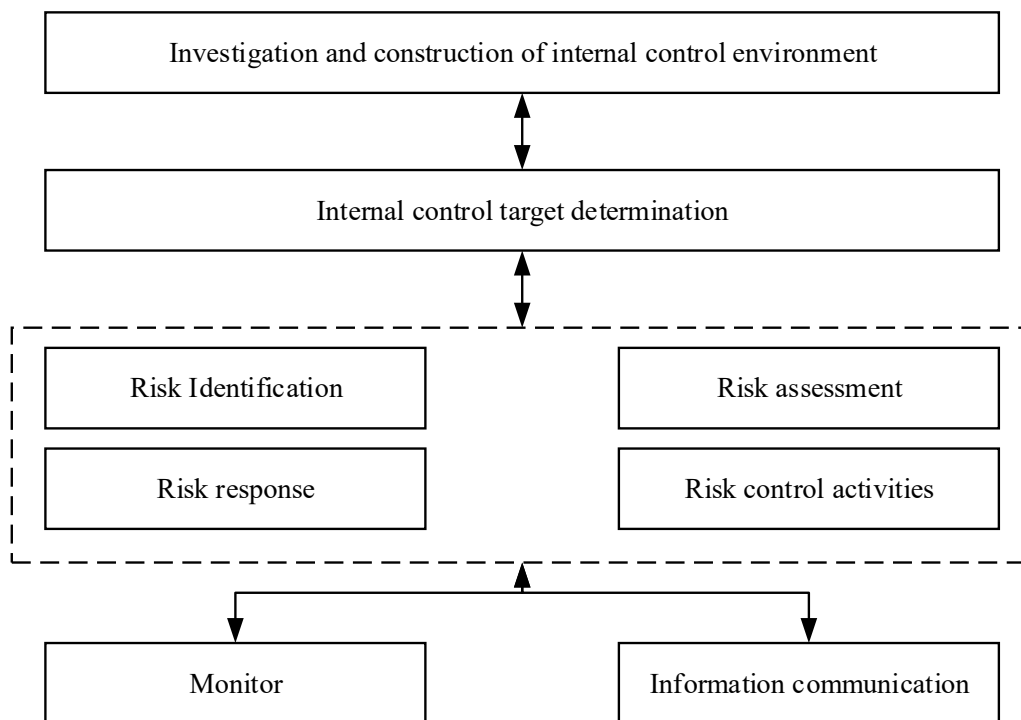 Investigation and construction of internal control environment
Internal control target determination
Risk Identification
Risk assessment
Risk response
Risk control activities
Monitor
Information communication